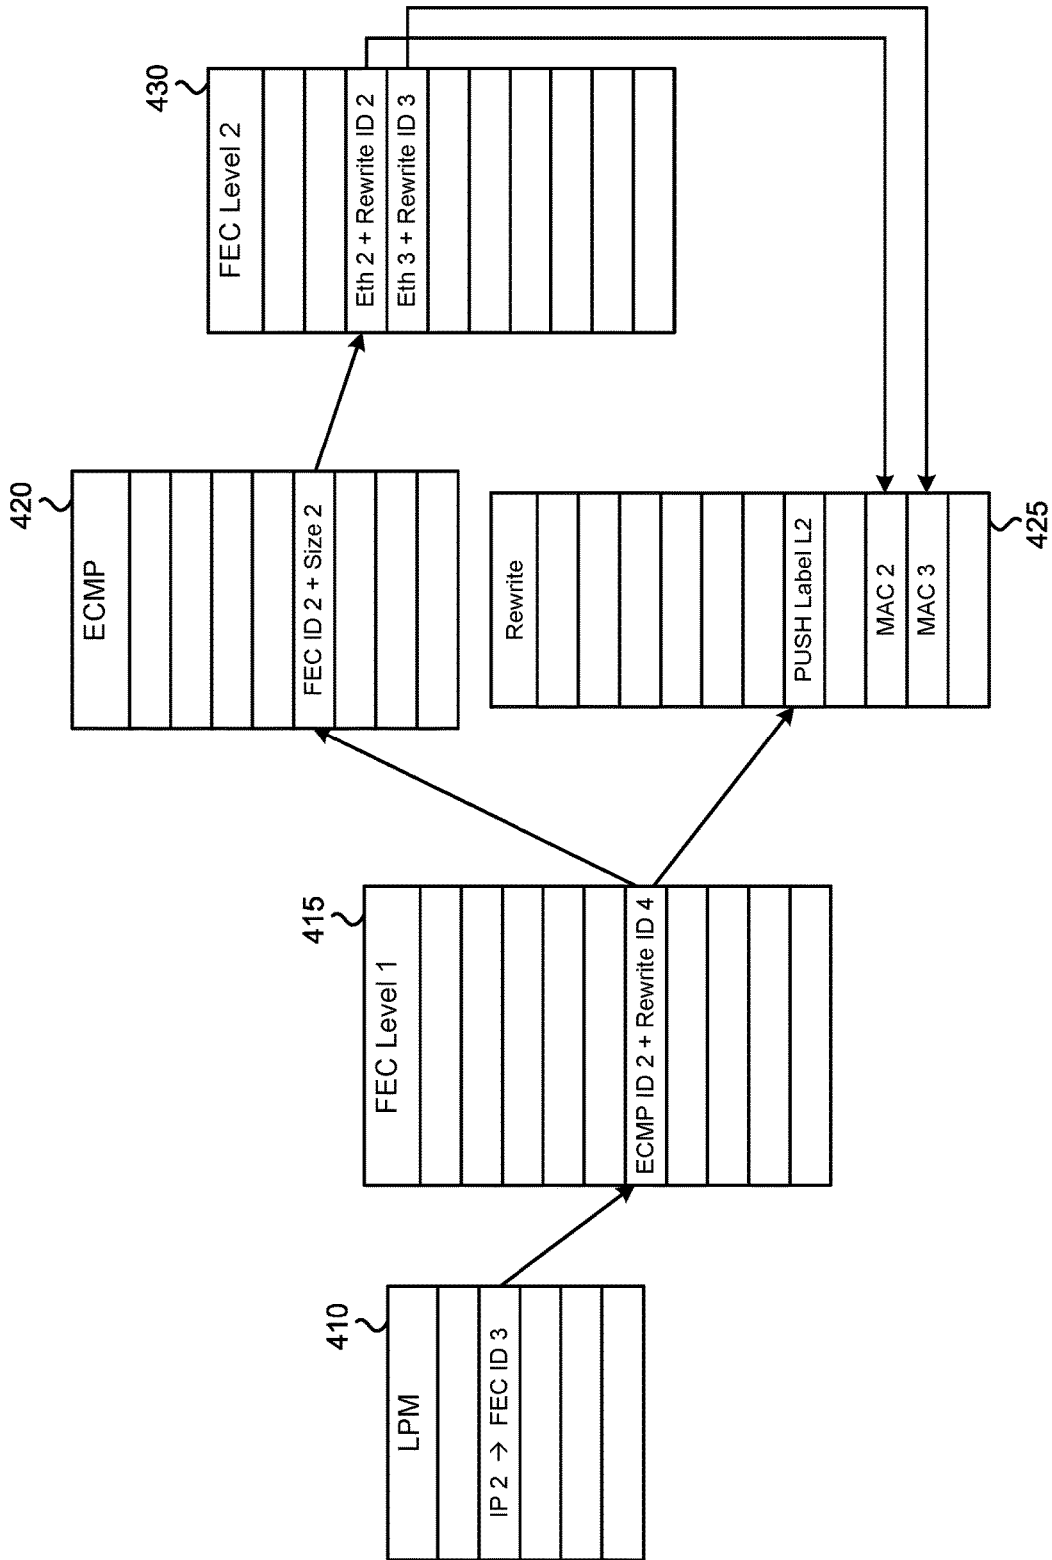 410
LPM
IP 2 → FEC ID 3
415
FEC Level 1
ECMP ID 2 + Rewrite ID 4
420
ECMP
FEC ID 2 + Size 2
Rewrite
PUSH Label L2
MAC 2
MAC 3
425
430
FEC Level 2
Eth 2 + Rewrite ID 2
Eth 3 + Rewrite ID 3